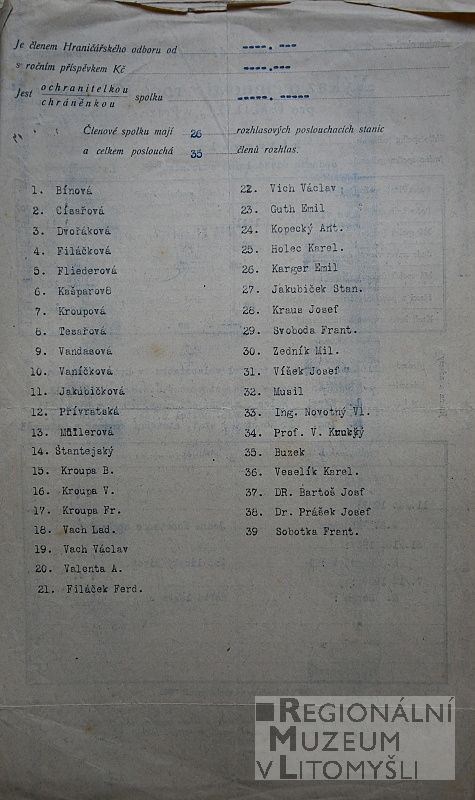 Je členem Hraničářského odboru od ----. ---
s ročním příspěvkem Kč ----.---
Jest ochranitelkou
chráněnkou spolku -----. -----
Členové spolku mají 26 rozhlasových poslouchacích stanic
a celkem poslouchá 35 členů rozhlas.
1. Bínová
2. Císařová
3. Dvořáková
4. Filáčková
5. Fliederová
6. Kašparová
7. Kroupová
8. Tesařová
9. Vandasová
10. Vaníčková
11. Jakubičková
12. Přívratská
13. Müllerová
14. Štantejský
15. Kroupa B.
16. Kroupa V.
17. Kroupa Fr.
18. Vach Lad.
19. Vach Václav
20. Valenta A.
21. Filáček Ferd.
22. Vich Václav
23. Guth Emil
24. Kopecký Ant.
25. Holec Karel.
26. Karger Emil
27. Jakubiček Stan.
28. Kraus Josef
29. Svoboda Frant.
30. Zedník Mil.
31. Víšek Josef
32. Musil
33. Ing. Novotný Vl.
34. Prof. V.
35. Buzek
36. Veselík Karel.
37. DR. Bartoš Josf
38. Dr. Prášek Josef
39 Sobotka Frant.
REGIONÁLNÍ
MUZEUM
V LITOMYŠLI